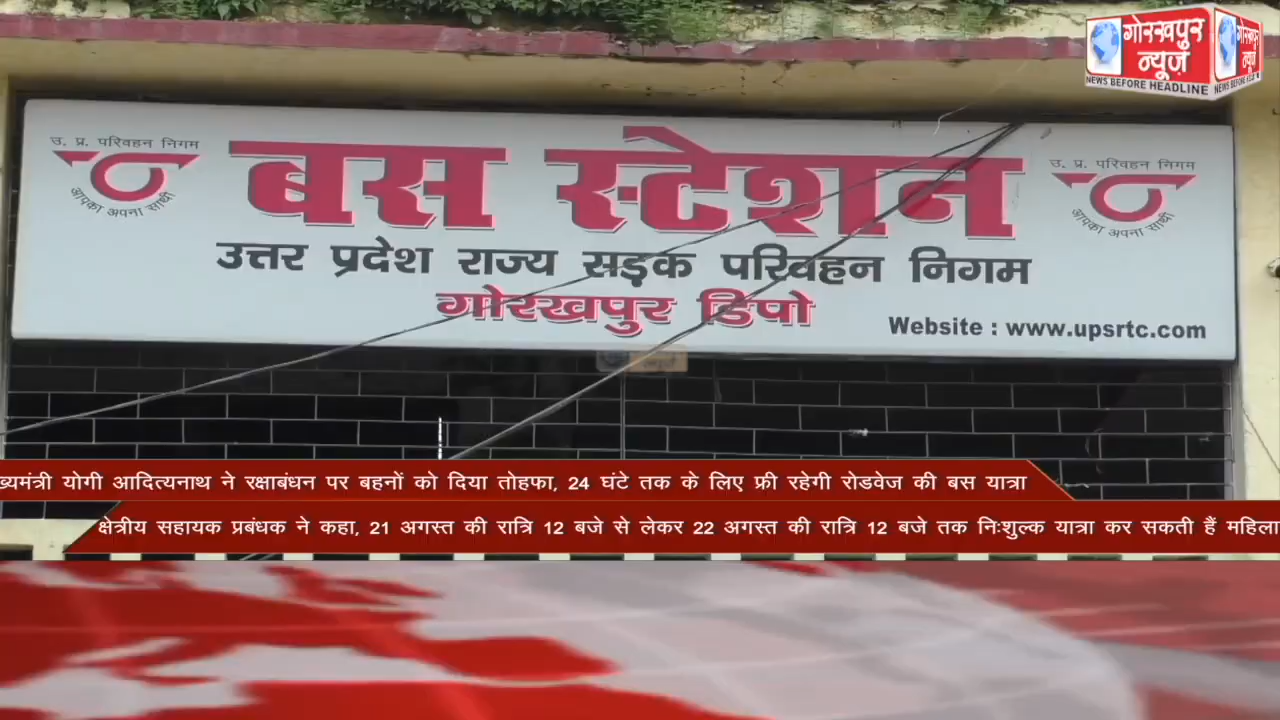 गोरखपुर
न्यूज़
NEWS BEFORE HEADLINE
गोरखपुर
न्यूज़
उ. प्र. परिवहन निगम
आपका अपना साथी
बस स्टेशन
उ. प्र. परिवहन निगम
आपका अपना साथी
उत्तर प्रदेश राज्य सड़क परिवहन निगम
गोरखपुर डिपो
Website : www.upsrtc.com
योगी आदित्यनाथ ने रक्षाबंधन पर बहनों को दिया तोहफा, 24 घंटे तक के लिए फ्री रहेगी रोडवेज की बस यात्रा
क्षेत्रीय सहायक प्रबंधक ने कहा, 21 अगस्त की रात्रि 12 बजे से लेकर 22 अगस्त की रात्रि 12 बजे तक निःशुल्क यात्रा कर सकती हैं महिला